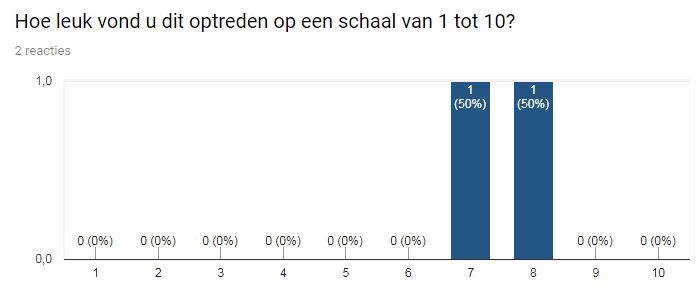 Hoe leuk vond u dit optreden op een schaal van 1 tot 10?
2 reacties
1,0
1 1
(50%) (50%)
0 (0%) 0 (0%) 0 (0%) 0 (0%) 0 (0%) 0 (0%) 0 (0%) 0 (0%)
0,0
1 2 3 4 5 6 7 8 9 10